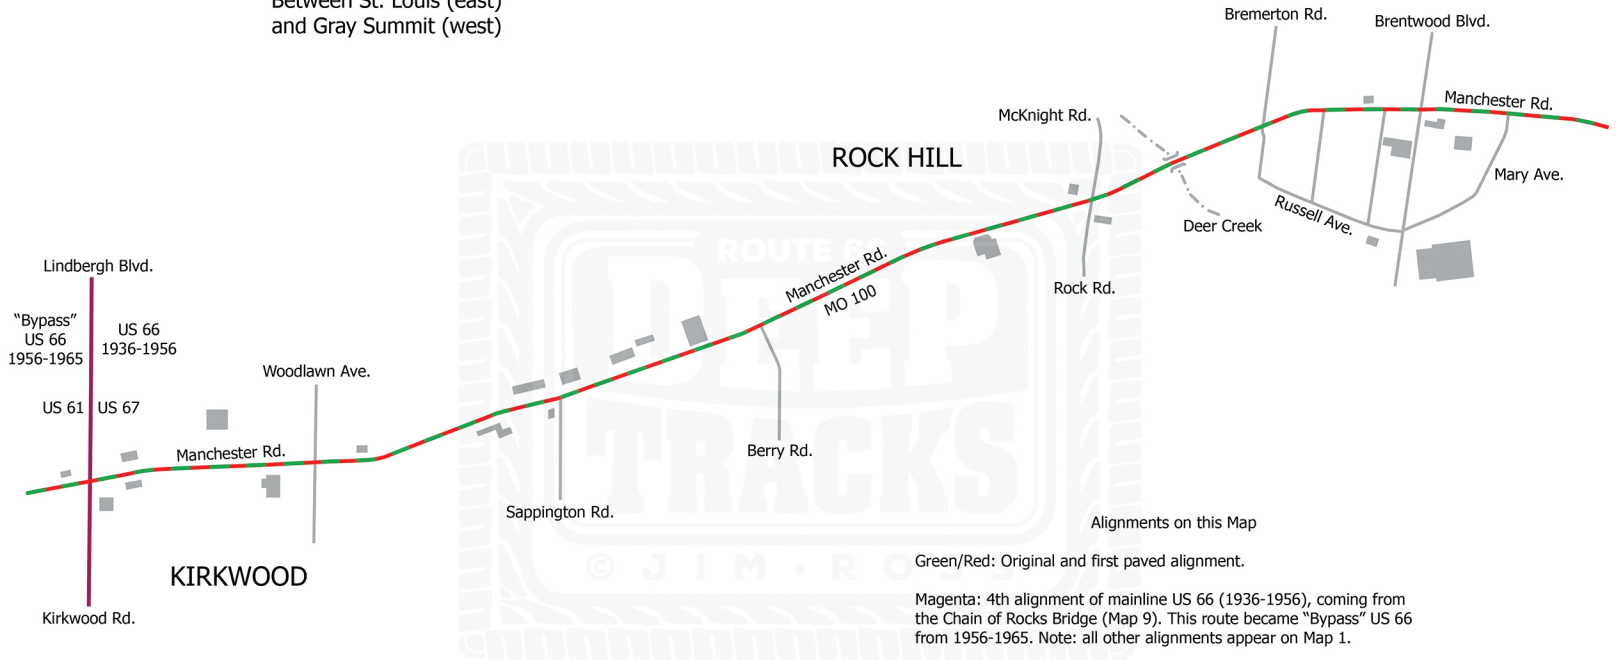 Between St. Louis (east)
and Gray Summit (west)
Bremerton Rd.
Brentwood Blvd.
Manchester Rd.
McKnight Rd.
ROCK HILL
Mary Ave.
Russell Ave.
Deer Creek
ROUTE 66
DEEP
TRACKS
© JIM • ROSS
Manchester Rd.
MO 100
Rock Rd.
Lindbergh Blvd.
“Bypass”
US 66
1956-1965
US 66
1936-1956
Woodlawn Ave.
US 61
US 67
Manchester Rd.
Berry Rd.
Sappington Rd.
KIRKWOOD
Kirkwood Rd.
Alignments on this Map
Green/Red: Original and first paved alignment.
Magenta: 4th alignment of mainline US 66 (1936-1956), coming from
the Chain of Rocks Bridge (Map 9). This route became “Bypass” US 66
from 1956-1965. Note: all other alignments appear on Map 1.